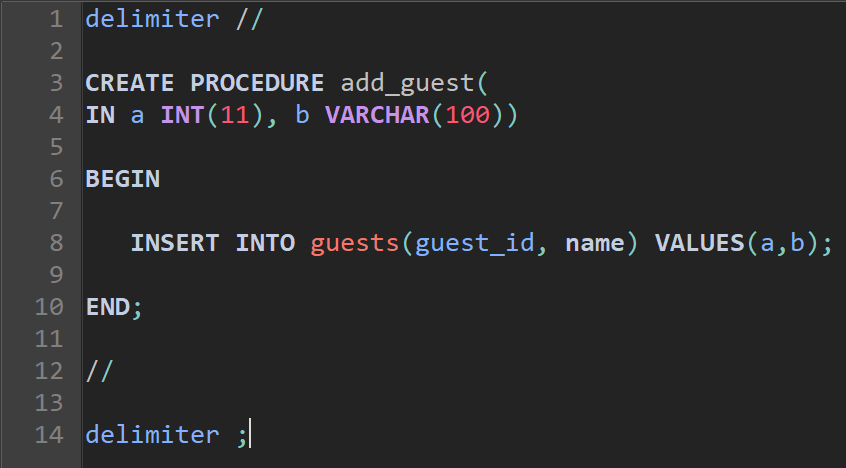 1 delimiter //
2
3 CREATE PROCEDURE add_guest(
4 IN a INT(11), b VARCHAR(100))
5
6 BEGIN
7
8 INSERT INTO guests(guest_id, name) VALUES(a,b);
9
10 END;
11
12 //
13
14 delimiter ;